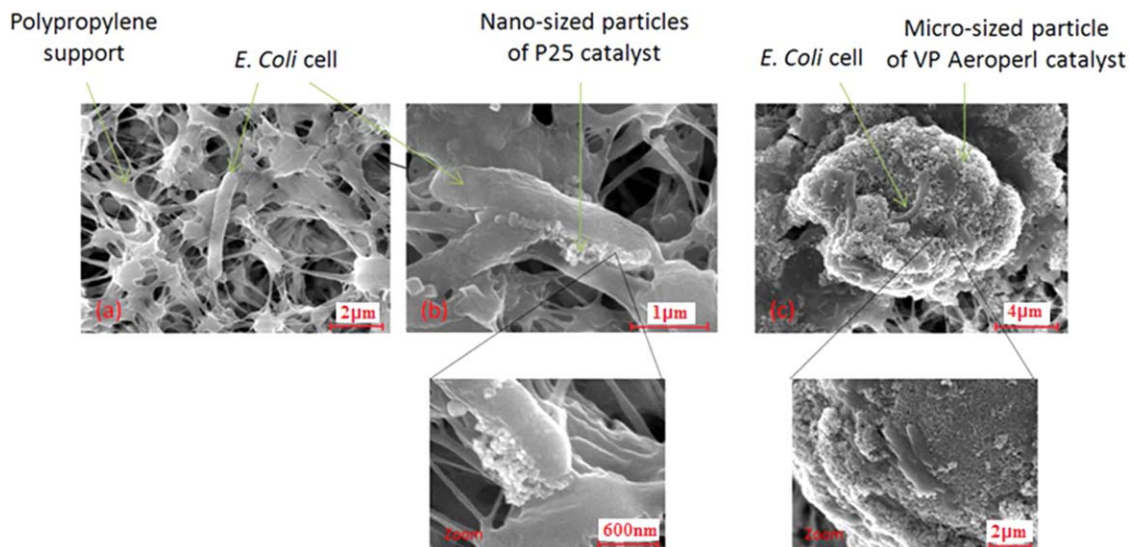 Polypropylene
support
E. Coli cell
Nano-sized particles
of P25 catalyst
E. Coli cell
Micro-sized particle
of VP Aeroperl catalyst
(a)
2µm
(b)
1µm
(c)
4µm
Zoom
600nm
Zoom
2µm